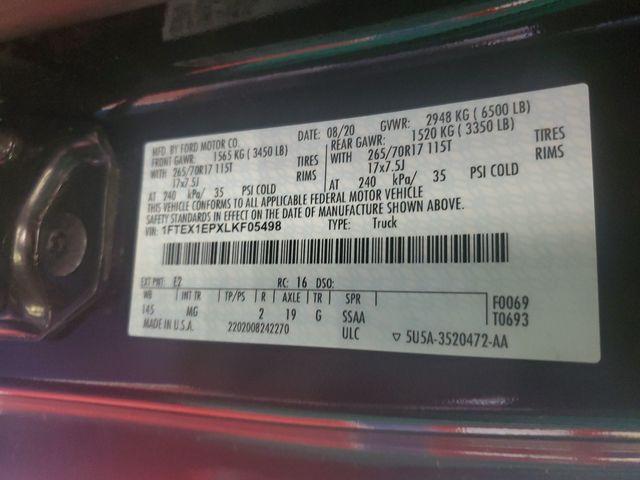 MFD. BY FORD MOTOR CO. DATE: 08/20 GVWR: 2948 KG ( 6500 LB)
FRONT GAWR: 1565 KG ( 3450 LB) REAR GAWR: 1520 KG ( 3350 LB)
WITH 265/70R17 115T TIRES WITH 265/70R17 115T TIRES
17x7.5J RIMS 17x7.5J RIMS
AT 240 kPa/ 35 PSI COLD AT 240 kPa/ 35 PSI COLD
THIS VEHICLE CONFORMS TO ALL APPLICABLE FEDERAL MOTOR VEHICLE
SAFETY STANDARDS IN EFFECT ON THE DATE OF MANUFACTURE SHOWN ABOVE.
VIN: 1FTEX1EPXLKF05498 TYPE: Truck
EXT PNT: E2 RC: 16 DSO:
WB INT TR TP/PS R AXLE TR SPR F0069
145 MG 2 19 G SSAA T0693
MADE IN U.S.A. 2202008242270 ULC 5U5A-3520472-AA